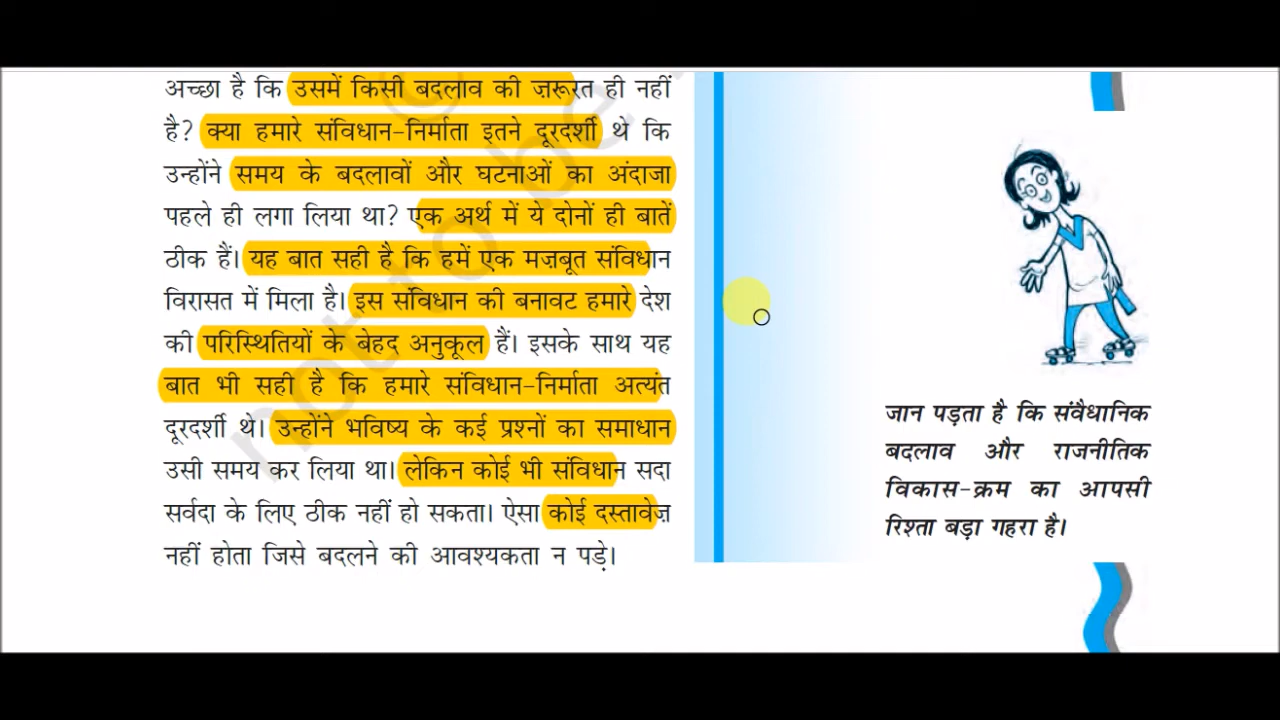 अच्छा है कि उसमें किसी बदलाव की ज़रूरत ही नहीं
है? क्या हमारे संविधान-निर्माता इतने दूरदर्शी थे कि
उन्होंने समय के बदलावों और घटनाओं का अंदाजा
पहले ही लगा लिया था? एक अर्थ में ये दोनों ही बातें
ठीक हैं। यह बात सही है कि हमें एक मज़बूत संविधान
विरासत में मिला है। इस संविधान की बनावट हमारे देश
की परिस्थितियों के बेहद अनुकूल हैं। इसके साथ यह
बात भी सही है कि हमारे संविधान-निर्माता अत्यंत
दूरदर्शी थे। उन्होंने भविष्य के कई प्रश्नों का समाधान
उसी समय कर लिया था। लेकिन कोई भी संविधान सदा
सर्वदा के लिए ठीक नहीं हो सकता। ऐसा कोई दस्तावेज़
नहीं होता जिसे बदलने की आवश्यकता न पड़े।
जान पड़ता है कि संवैधानिक
बदलाव और राजनीतिक
विकास-क्रम का आपसी
रिश्ता बड़ा गहरा है।
not to be